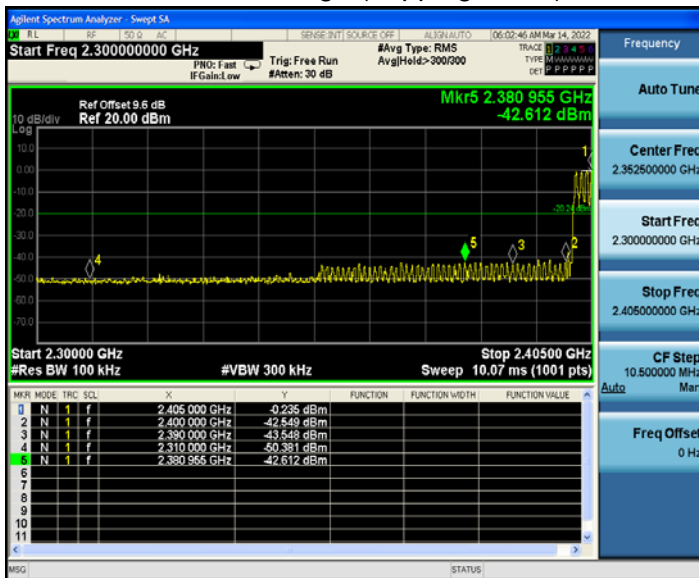 Agilent Spectrum Analyzer - Swept SA
RL RF 50 Ω AC SENSE:INT SOURCE OFF ALIGN AUTO 06:02:46 AM Mar 14, 2022
Start Freq 2.300000000 GHz
PNO: Fast
IFGain:Low
Trig: Free Run
#Atten: 30 dB
#Avg Type: RMS
Avg|Hold:>300/300
TRACE 1 2 3 4 5 6
TYPE
DET P P P P P P
Frequency
Auto Tune
Center Freq
2.352500000 GHz
Start Freq
2.300000000 GHz
Stop Freq
2.405000000 GHz
CF Step
10.500000 MHz
Auto Man
Freq Offset
0 Hz
Mkr5 2.380 955 GHz
-42.612 dBm
Ref Offset 9.6 dB
10 dB/div Ref 20.00 dBm
Log
10.0
0.00
-10.0
-20.0
-30.0
-40.0
-50.0
-60.0
-70.0
1
-20.24 dBm
2
3
4
5
Start 2.30000 GHz Stop 2.40500 GHz
#Res BW 100 kHz #VBW 300 kHz Sweep 10.07 ms (1001 pts)
MKR MODE TRC SCL X Y FUNCTION FUNCTION WIDTH FUNCTION VALUE
1 N 1 f 2.405 000 GHz -0.235 dBm
2 N 1 f 2.400 000 GHz -42.549 dBm
3 N 1 f 2.390 000 GHz -43.548 dBm
4 N 1 f 2.310 000 GHz -50.381 dBm
5 N 1 f 2.380 955 GHz -42.612 dBm
6
7
8
9
10
11
MSG STATUS